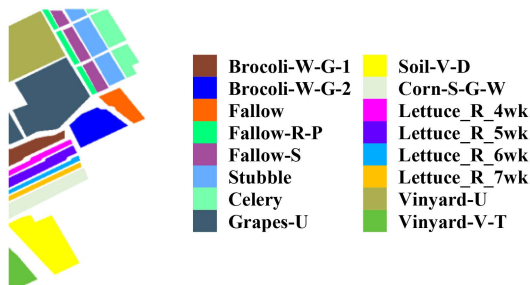 Brocoli-W-G-1
Brocoli-W-G-2
Fallow
Fallow-R-P
Fallow-S
Stubble
Celery
Grapes-U
Soil-V-D
Corn-S-G-W
Lettuce_R_4wk
Lettuce_R_5wk
Lettuce_R_6wk
Lettuce_R_7wk
Vinyard-U
Vinyard-V-T